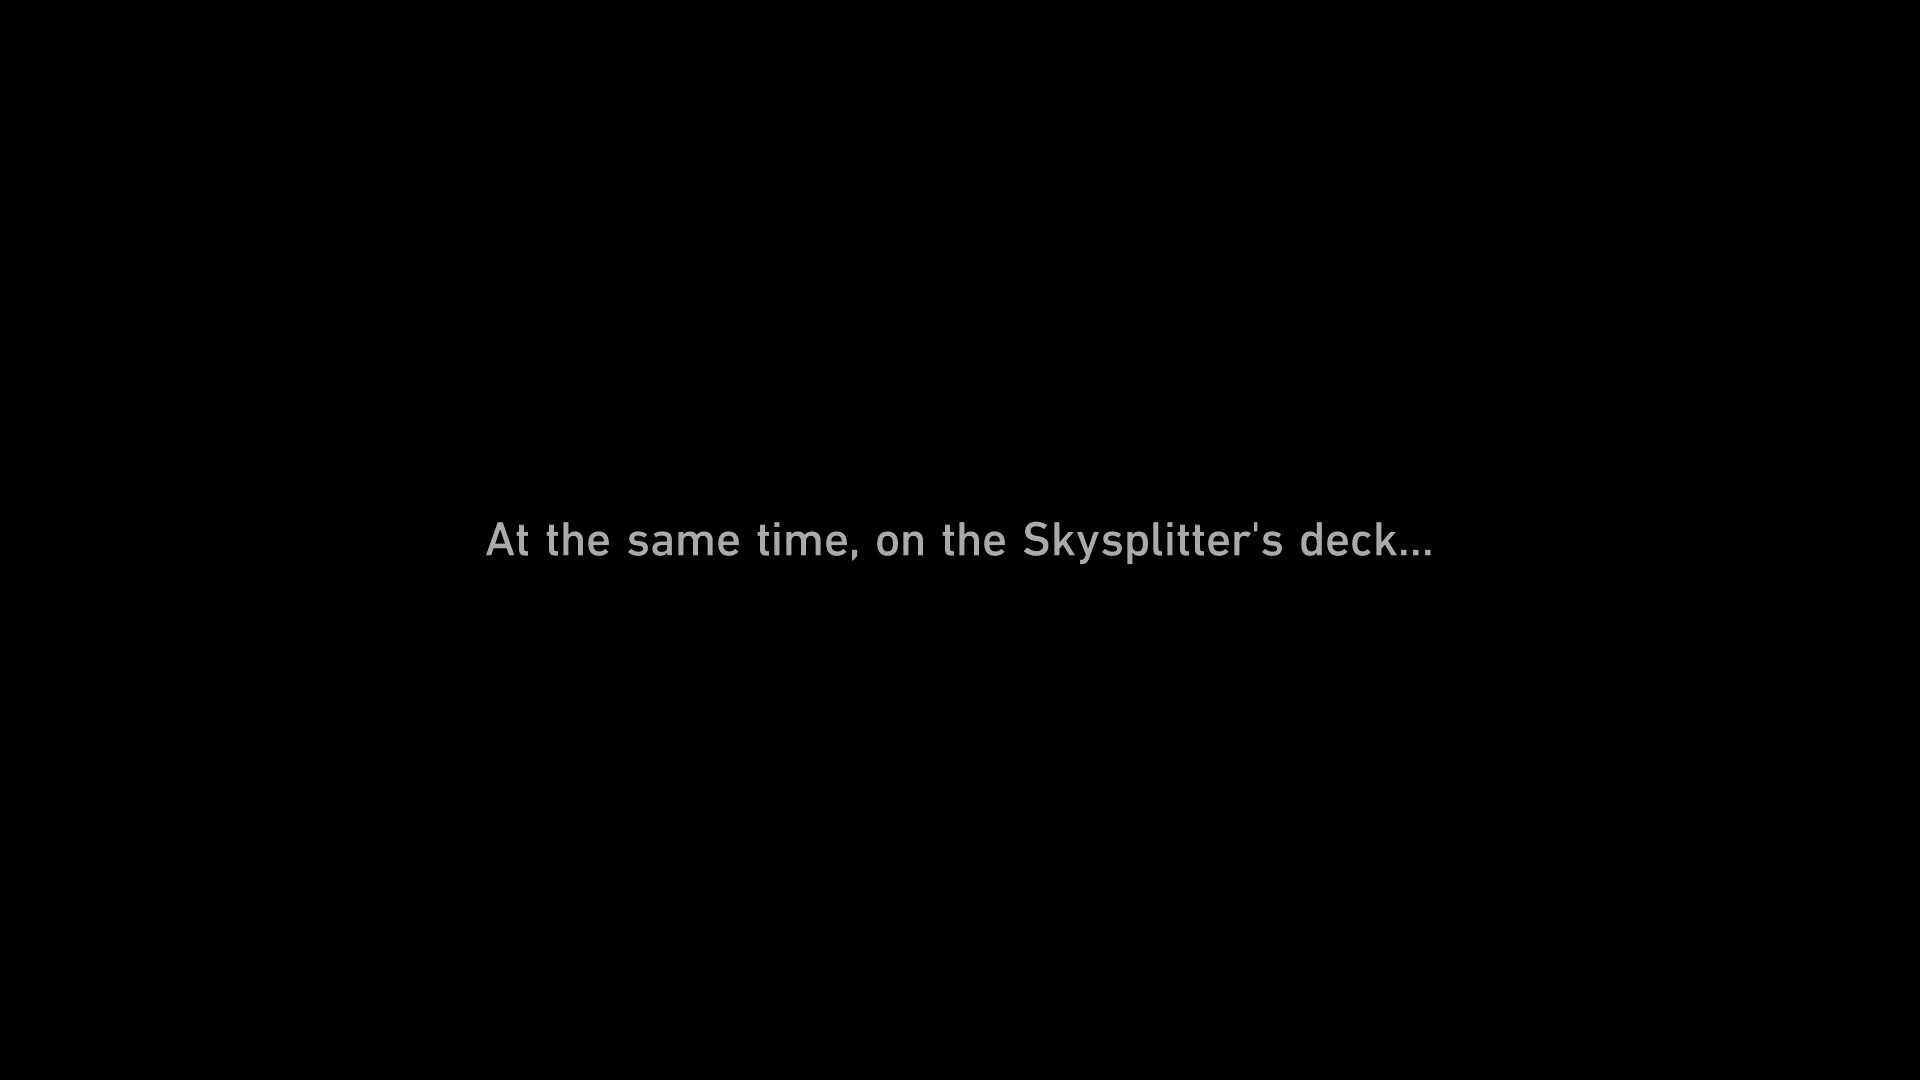 At the same time, on the Skysplitter's deck...